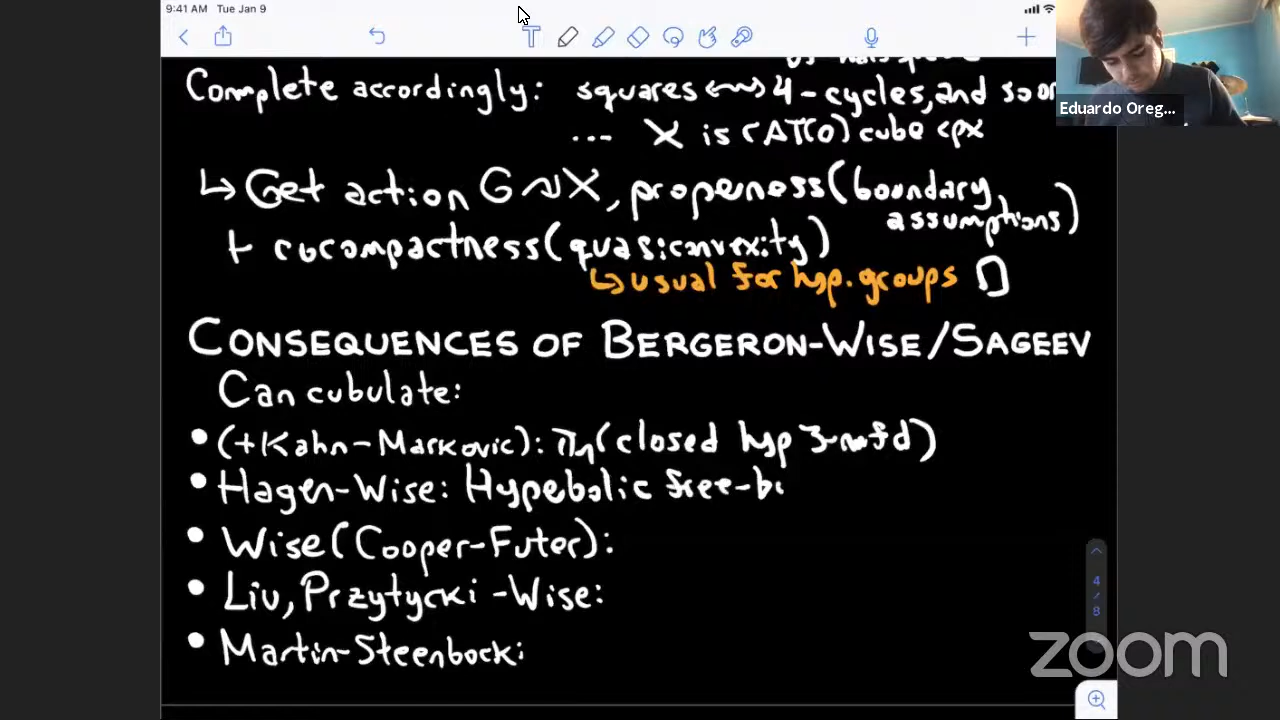 9:41 AM Tue Jan 9
Complete accordingly: squares ⟷ 4-cycles, and so on
... X is CAT(0) cube cpx
↳ Get action G ↷ X, properness (boundary assumptions)
+ cocompactness (quasiconvexity)
↳ usual for hyp. groups □
CONSEQUENCES OF BERGERON-WISE/SAGEEV
Can cubulate:
• (+Kahn-Markovic): π₁(closed hyp 3-mfd)
• Hagen-Wise: Hypebolic free-b
• Wise (Cooper-Futer):
• Liu, Przytycki-Wise:
• Martin-Steenbock:
Eduardo Oreg...
4/8
zoom